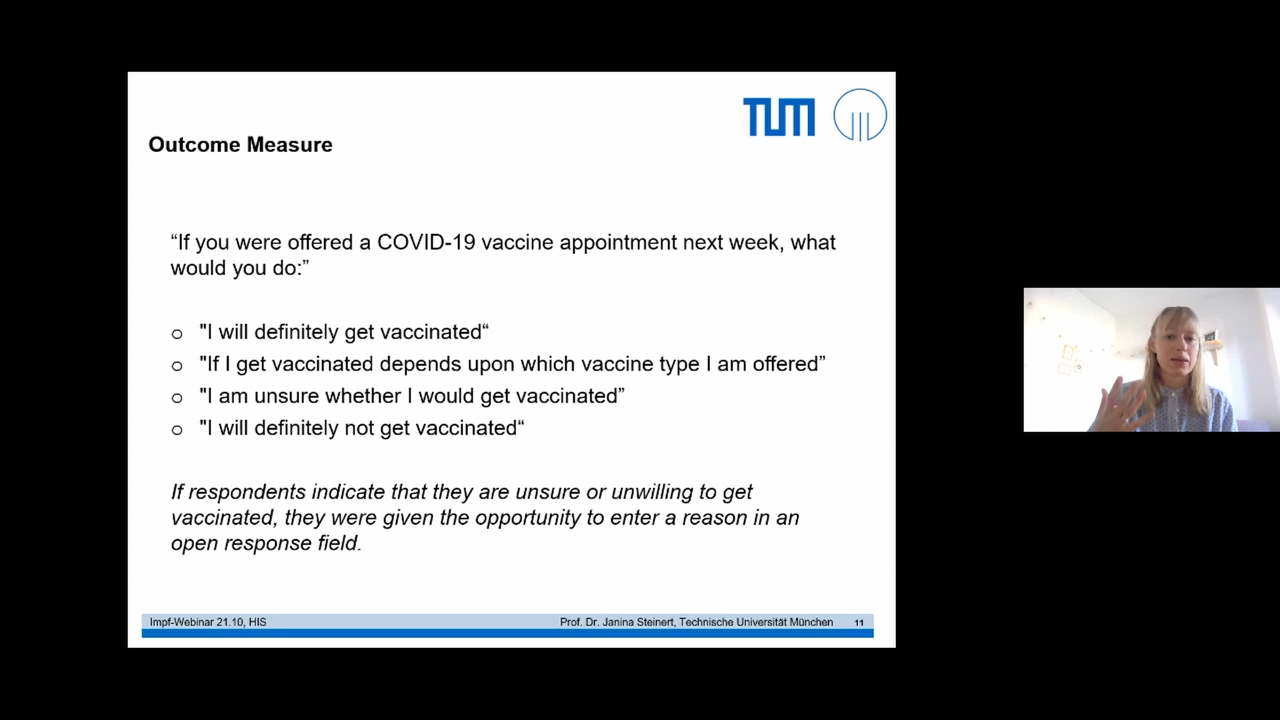 TUM
Outcome Measure
“If you were offered a COVID-19 vaccine appointment next week, what
would you do:”
o "I will definitely get vaccinated“
o "If I get vaccinated depends upon which vaccine type I am offered”
o "I am unsure whether I would get vaccinated”
o "I will definitely not get vaccinated“
If respondents indicate that they are unsure or unwilling to get
vaccinated, they were given the opportunity to enter a reason in an
open response field.
Impf-Webinar 21.10, HIS
Prof. Dr. Janina Steinert, Technische Universität München 11